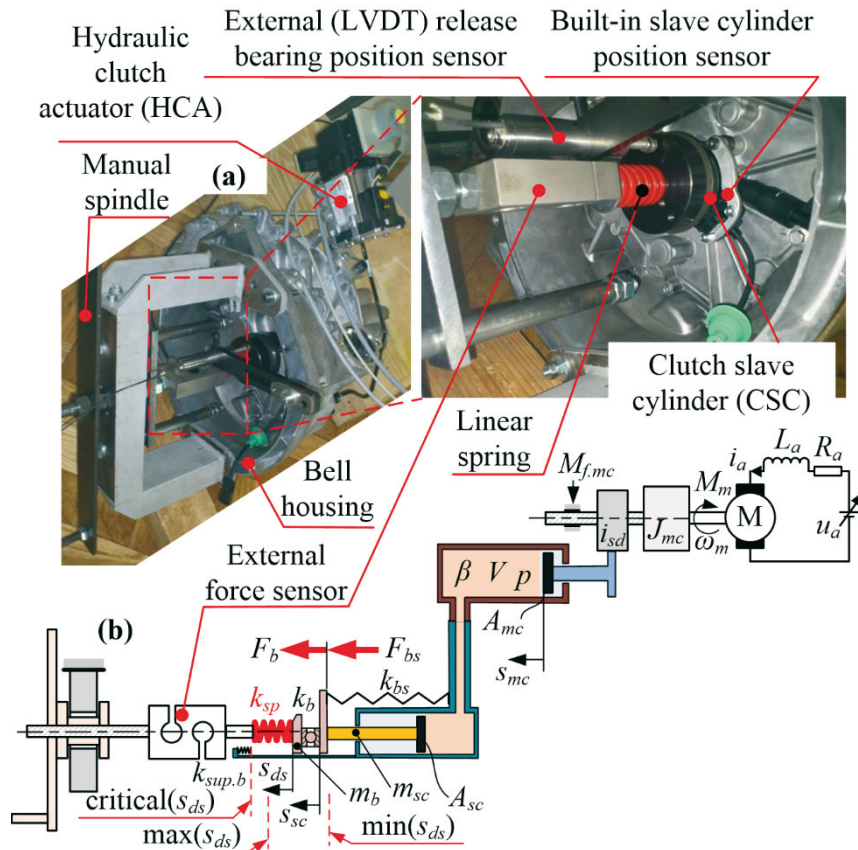 Hydraulic
clutch
actuator (HCA)
External (LVDT) release
bearing position sensor
Built-in slave cylinder
position sensor
Manual
spindle
(a)
Bell
housing
Linear
spring
Clutch slave
cylinder (CSC)
External
force sensor
(b)
M_f.mc
i_sd
J_mc
M_m
ω_m
M
i_a
L_a
R_a
u_a
β V p
A_mc
s_mc
F_b
F_bs
k_bs
k_sp
k_b
k_sup.b
s_ds
s_sc
m_b
m_sc
A_sc
critical(s_ds)
max(s_ds)
min(s_ds)